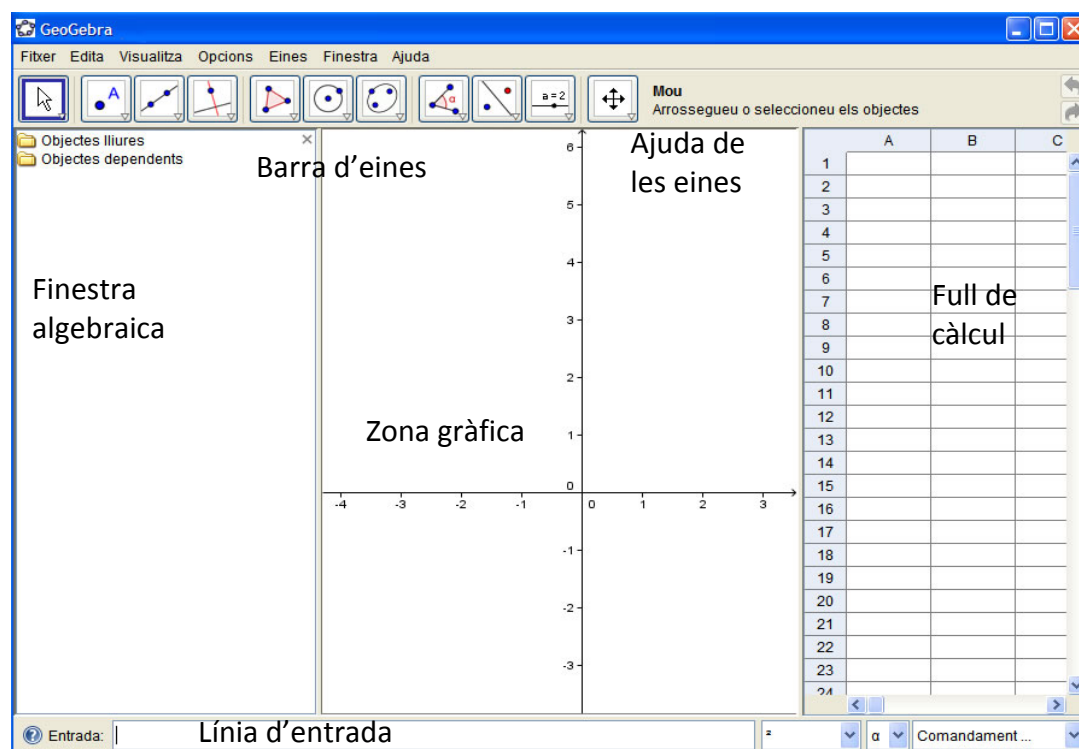 GeoGebra
Fitxer Edita Visualitza Opcions Eines Finestra Ajuda
A
α
a = 2
Mou
Arrossegueu o seleccioneu els objectes
Objectes lliures
Objectes dependents
Barra d'eines
Ajuda de
les eines
Finestra
algebraica
Zona gràfica
Full de
càlcul
6
5
4
3
2
1
0
-4 -3 -2 -1 0 1 2 3
-1
-2
-3
A B C
1
2
3
4
5
6
7
8
9
10
11
12
13
14
15
16
17
18
19
20
21
22
23
24
Entrada: Línia d'entrada ² α Comandament ...